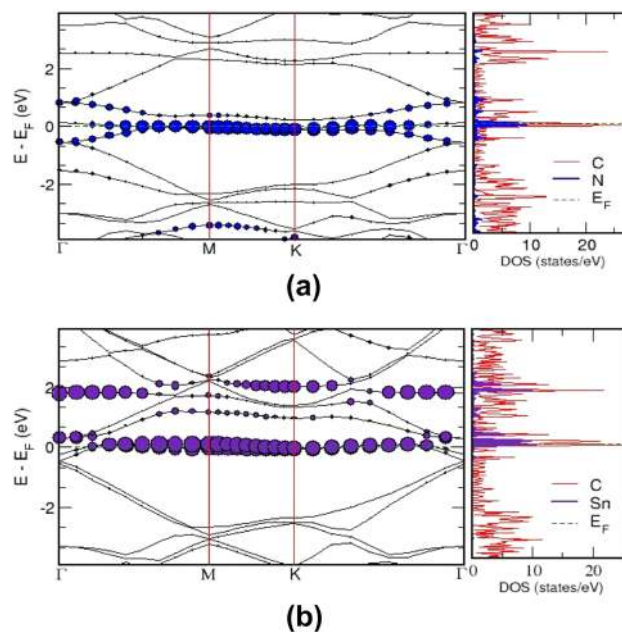 E - E_F (eV)
2
0
-2
Γ M K Γ
C
N
E_F
0 10 20
DOS (states/eV)
(a)
E - E_F (eV)
2
0
-2
Γ M K Γ
C
Sn
E_F
0 10 20
DOS (states/eV)
(b)